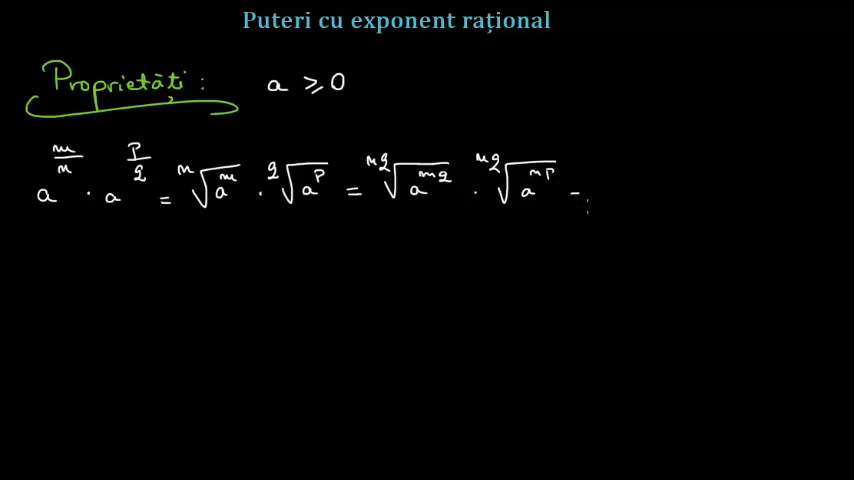 Puteri cu exponent rațional
Proprietăți: a ⩾ 0
a^{m/n} · a^{p/q} = ⁿ√(a^m) · ^q√(a^p) = ^{nq}√(a^{mq}) · ^{nq}√(a^{np}) =